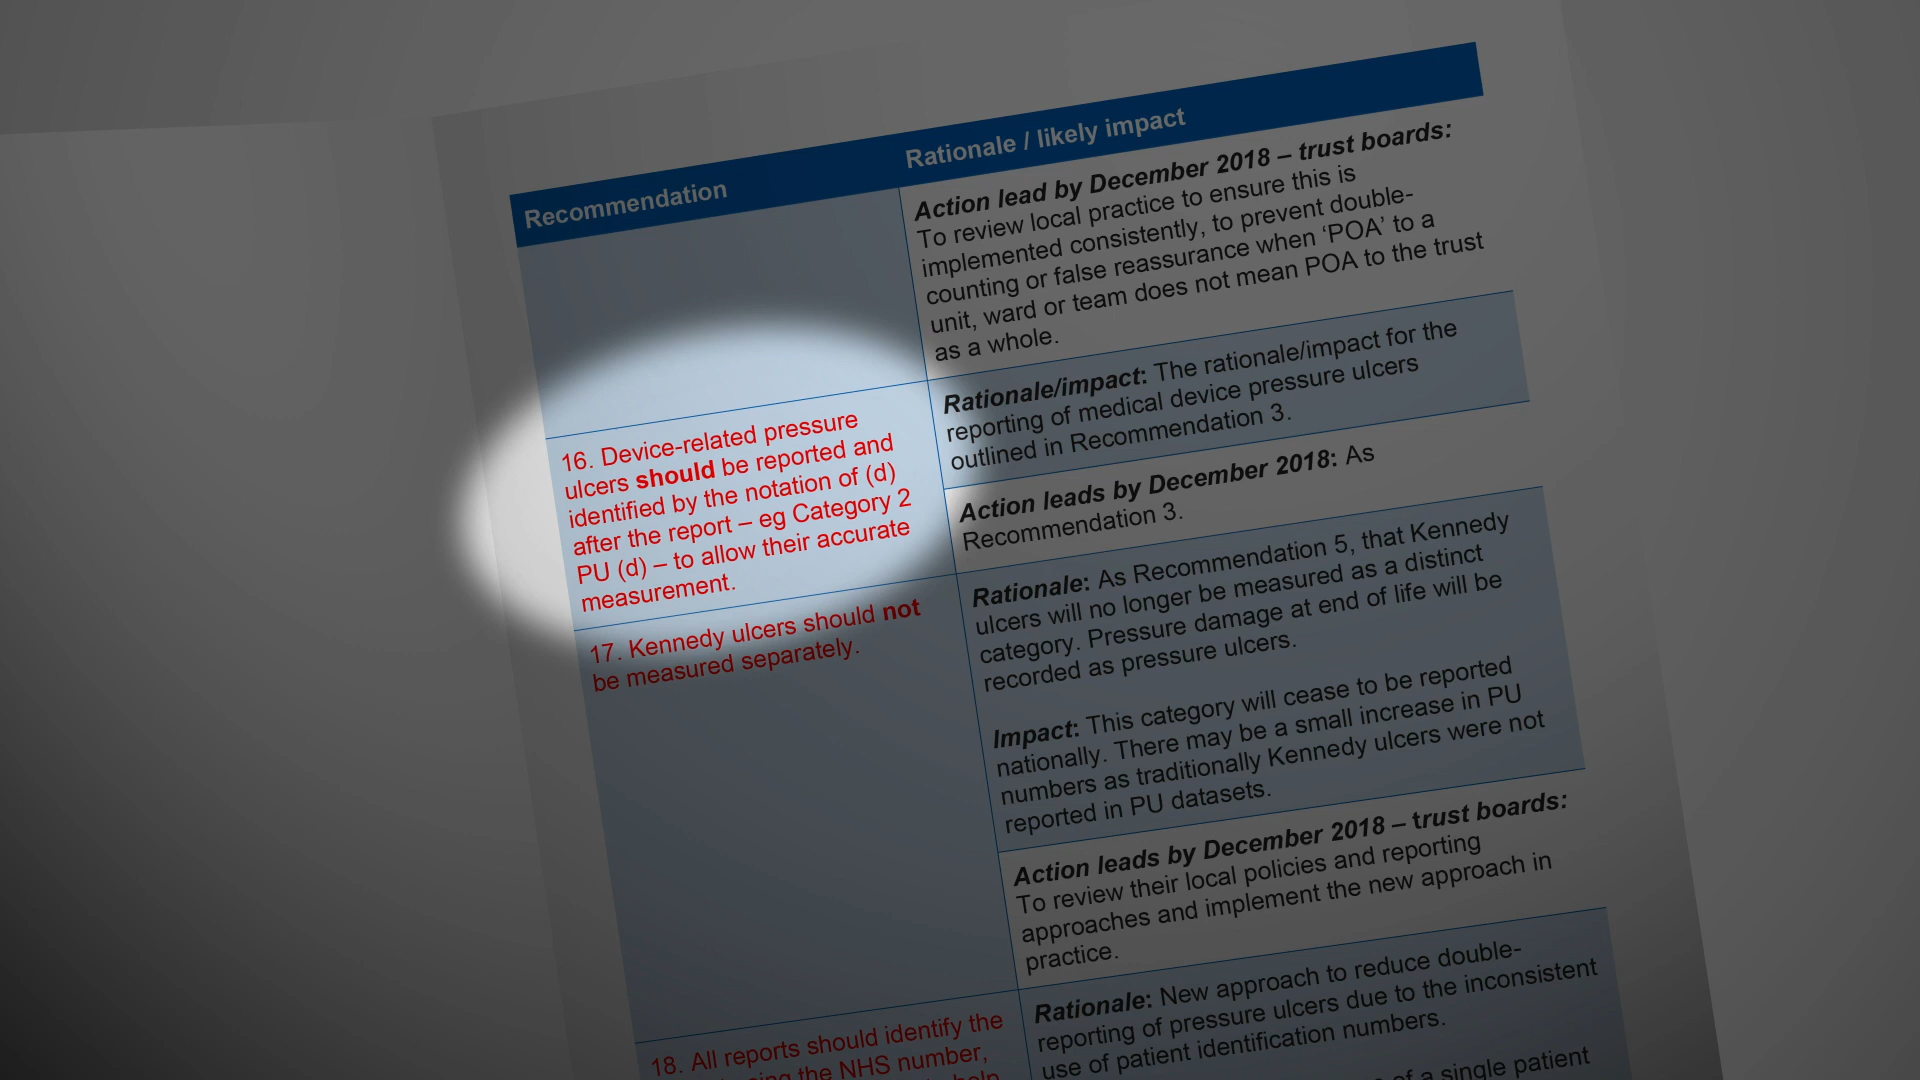 Recommendation
Rationale / likely impact
Action lead by December 2018 – trust boards:
To review local practice to ensure this is
implemented consistently, to prevent double-
counting or false reassurance when ‘POA’ to a
unit, ward or team does not mean POA to the trust
as a whole.
16. Device-related pressure
ulcers should be reported and
identified by the notation of (d)
after the report – eg Category 2
PU (d) – to allow their accurate
measurement.
Rationale/impact: The rationale/impact for the
reporting of medical device pressure ulcers
outlined in Recommendation 3.
Action leads by December 2018: As
Recommendation 3.
17. Kennedy ulcers should not
be measured separately.
Rationale: As Recommendation 5, that Kennedy
ulcers will no longer be measured as a distinct
category. Pressure damage at end of life will be
recorded as pressure ulcers.
Impact: This category will cease to be reported
nationally. There may be a small increase in PU
numbers as traditionally Kennedy ulcers were not
reported in PU datasets.
Action leads by December 2018 – trust boards:
To review their local policies and reporting
approaches and implement the new approach in
practice.
18. All reports should identify the
the NHS number,
Rationale: New approach to reduce double-
reporting of pressure ulcers due to the inconsistent
use of patient identification numbers.
of a single patient